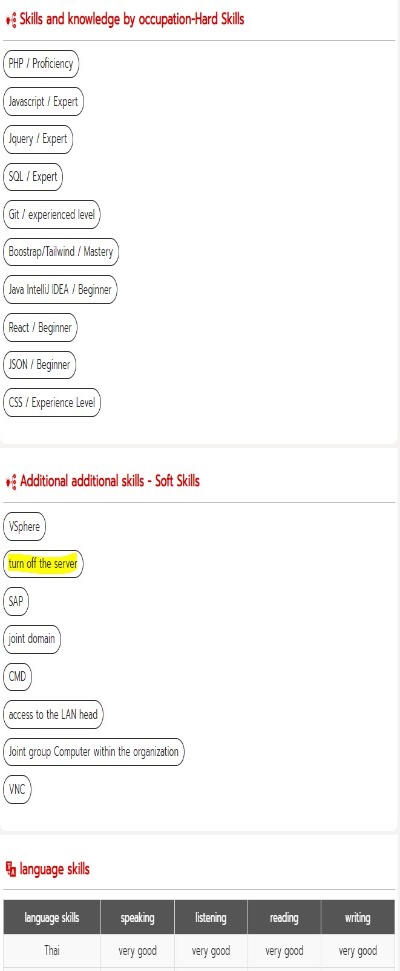 Skills and knowledge by occupation-Hard Skills
PHP / Proficiency
Javascript / Expert
Jquery / Expert
SQL / Expert
Git / experienced level
Boostrap/Tailwind / Mastery
Java IntelliJ IDEA / Beginner
React / Beginner
JSON / Beginner
CSS / Experience Level
Additional additional skills - Soft Skills
VSphere
turn off the server
SAP
joint domain
CMD
access to the LAN head
Joint group Computer within the organization
VNC
language skills
language skills speaking listening reading writing
Thai very good very good very good very good